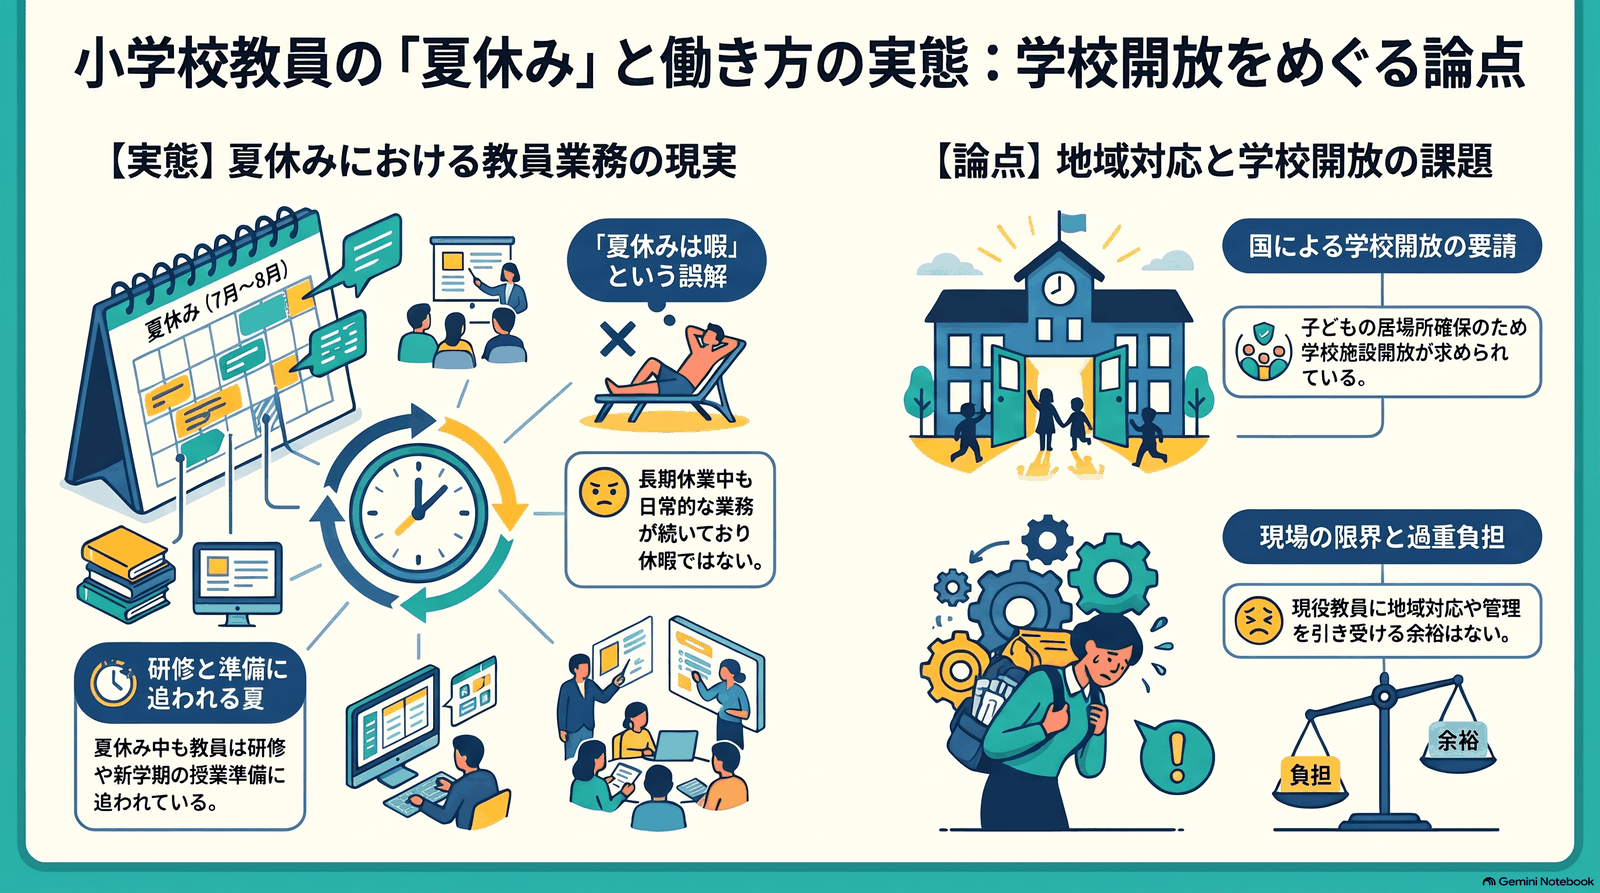 小学校教員の「夏休み」と働き方の実態：学校開放をめぐる論点
【実態】夏休みにおける教員業務の現実
夏休み（7月〜8月）
「夏休みは暇」
という誤解
長期休業中も
日常的な業務
が続いており
休暇ではない。
研修と準備に
追われる夏
夏休み中も教員は研修
や新学期の授業準備に
追われている。
【論点】地域対応と学校開放の課題
国による学校開放の要請
子どもの居場所確保のため
学校施設開放が求められ
ている。
現場の限界と過重負担
現役教員に地域対応や管理
を引き受ける余裕はない。
余裕
負担
Gemini Notebook